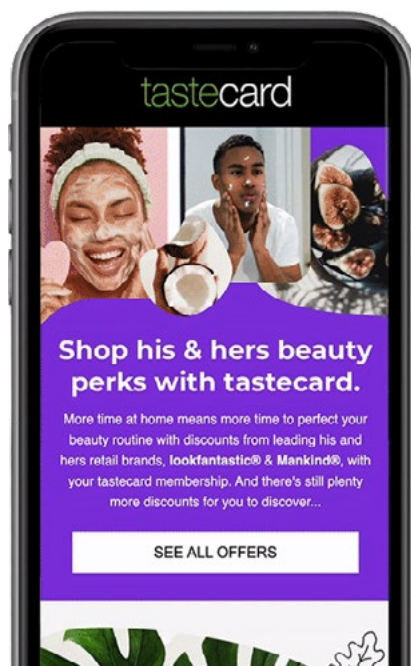 tastecard
Shop his & hers beauty
perks with tastecard.
More time at home means more time to perfect your
beauty routine with discounts from leading his and
hers retail brands, lookfantastic® & Mankind®, with
your tastecard membership. And there's still plenty
more discounts for you to discover...
SEE ALL OFFERS